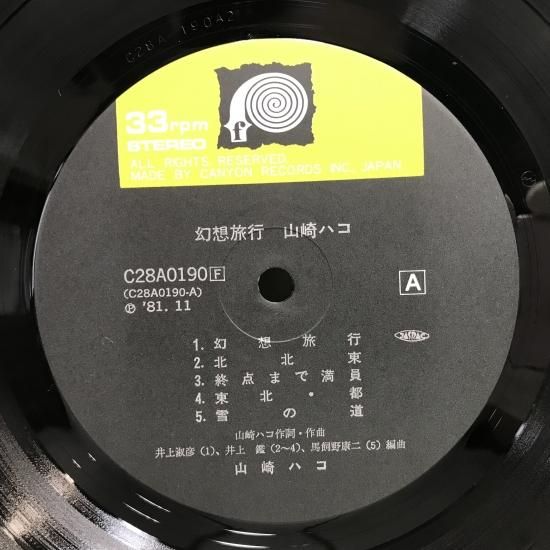 C28A 190A2
f
33rpm
STEREO
ALL RIGHTS RESERVED.
MADE BY CANYON RECORDS INC. JAPAN.
幻想旅行 山崎ハコ
C28A0190 F
(C28A0190-A)
Ⓟ '81. 11
A
JASRAC
1. 幻想旅行
2. 北北東
3. 終点まで満員
4. 東北・都
5. 雪の道
山崎ハコ作詞・作曲
井上淑彦(1)、井上 鑑(2〜4)、馬飼野康二(5)編曲
山崎ハコ